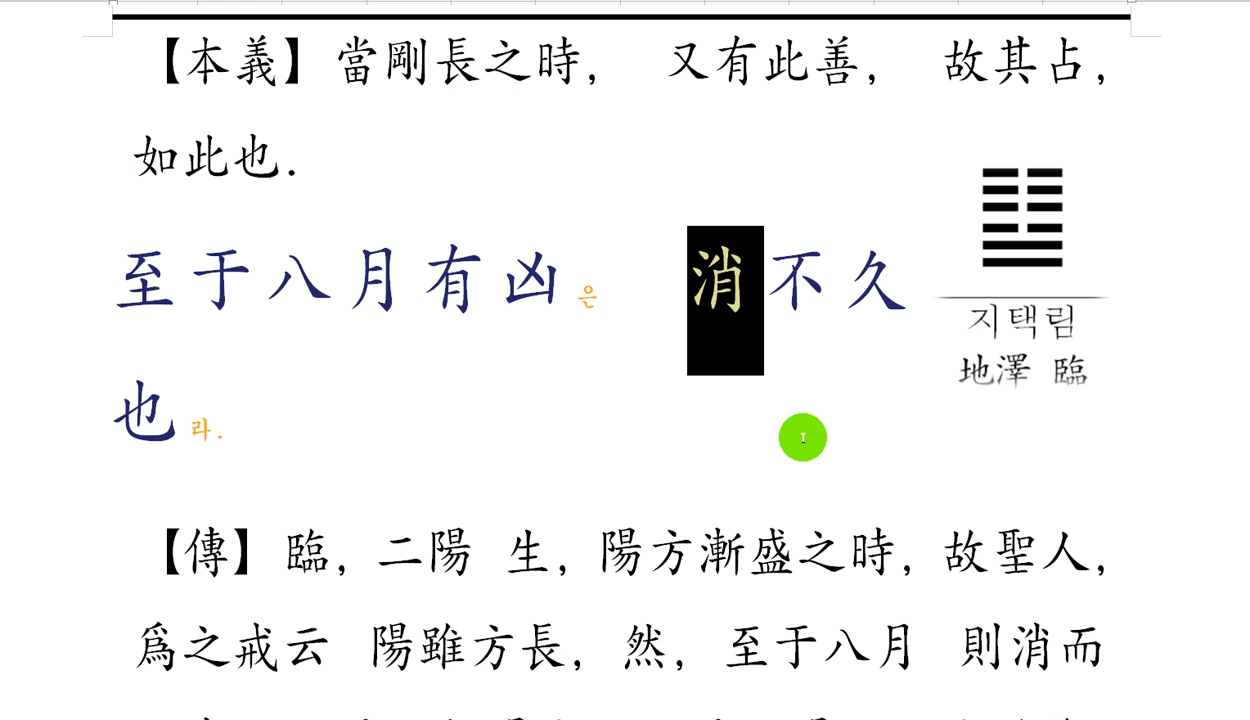 【本義】當剛長之時, 又有此善, 故其占,
如此也.
至于八月有凶은 消不久
也라.
지택림
地澤 臨
【傳】臨, 二陽 生, 陽方漸盛之時, 故聖人,
爲之戒云 陽雖方長, 然, 至于八月 則消而